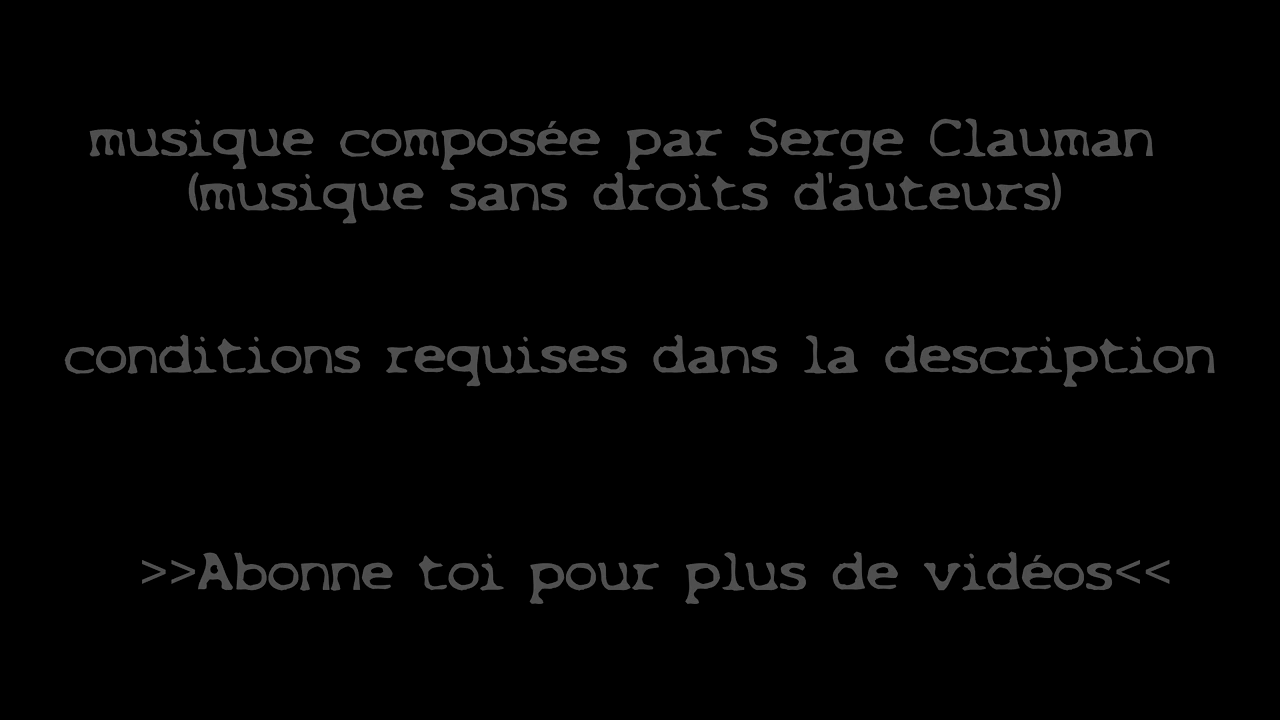 musique composée par Serge Clauman
(musique sans droits d'auteurs)
conditions requises dans la description
>>Abonne toi pour plus de vidéos<<